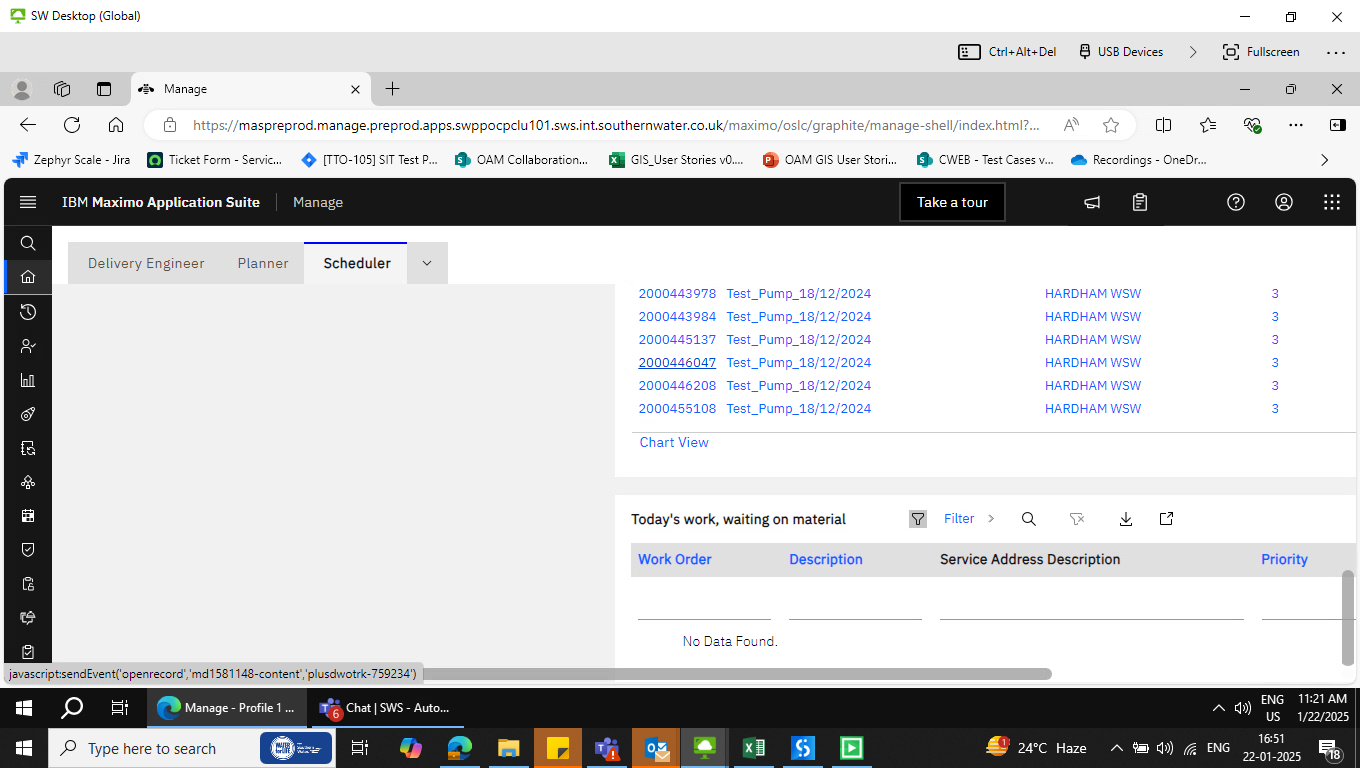 SW Desktop (Global)
Ctrl+Alt+Del USB Devices Fullscreen
Manage
https://maspreprod.manage.preprod.apps.swppocpclu101.sws.int.southernwater.co.uk/maximo/oslc/graphite/manage-shell/index.html?...
Zephyr Scale - Jira Ticket Form - Servic... [TTO-105] SIT Test P... OAM Collaboration... GIS_User Stories v0.... OAM GIS User Stori... CWEB - Test Cases v... Recordings - OneDr...
IBM Maximo Application Suite Manage Take a tour
Delivery Engineer Planner Scheduler
2000443978 Test_Pump_18/12/2024 HARDHAM WSW 3
2000443984 Test_Pump_18/12/2024 HARDHAM WSW 3
2000445137 Test_Pump_18/12/2024 HARDHAM WSW 3
2000446047 Test_Pump_18/12/2024 HARDHAM WSW 3
2000446208 Test_Pump_18/12/2024 HARDHAM WSW 3
2000455108 Test_Pump_18/12/2024 HARDHAM WSW 3
Chart View
Today's work, waiting on material Filter
Work Order Description Service Address Description Priority
No Data Found.
javascript:sendEvent('openrecord','md1581148-content','plusdwotrk-759234')
Manage - Profile 1 ... 6 Chat | SWS - Auto... ENG US 11:21 AM 1/22/2025
Type here to search 1 24°C Haze ENG 16:51 22-01-2025 18